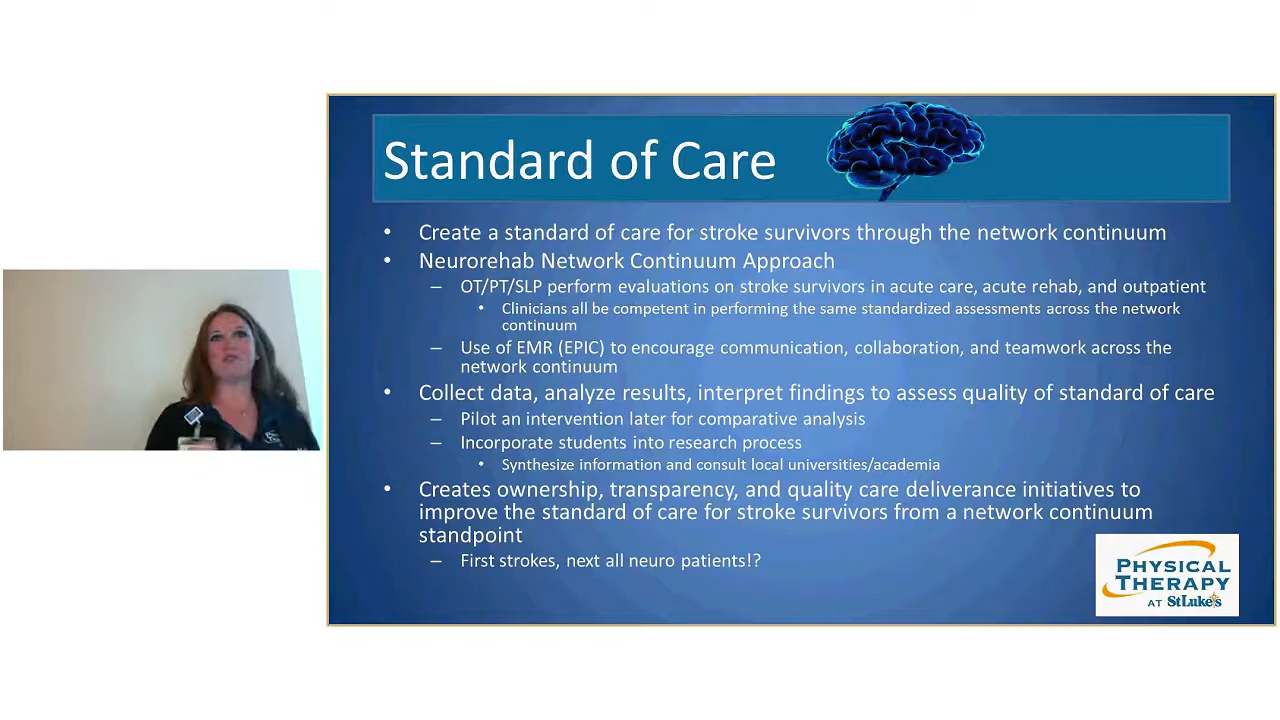 Standard of Care
• Create a standard of care for stroke survivors through the network continuum
• Neurorehab Network Continuum Approach
– OT/PT/SLP perform evaluations on stroke survivors in acute care, acute rehab, and outpatient
• Clinicians all be competent in performing the same standardized assessments across the network
continuum
– Use of EMR (EPIC) to encourage communication, collaboration, and teamwork across the
network continuum
• Collect data, analyze results, interpret findings to assess quality of standard of care
– Pilot an intervention later for comparative analysis
– Incorporate students into research process
• Synthesize information and consult local universities/academia
• Creates ownership, transparency, and quality care deliverance initiatives to
improve the standard of care for stroke survivors from a network continuum
standpoint
– First strokes, next all neuro patients!?
PHYSICAL
THERAPY
AT StLuke's